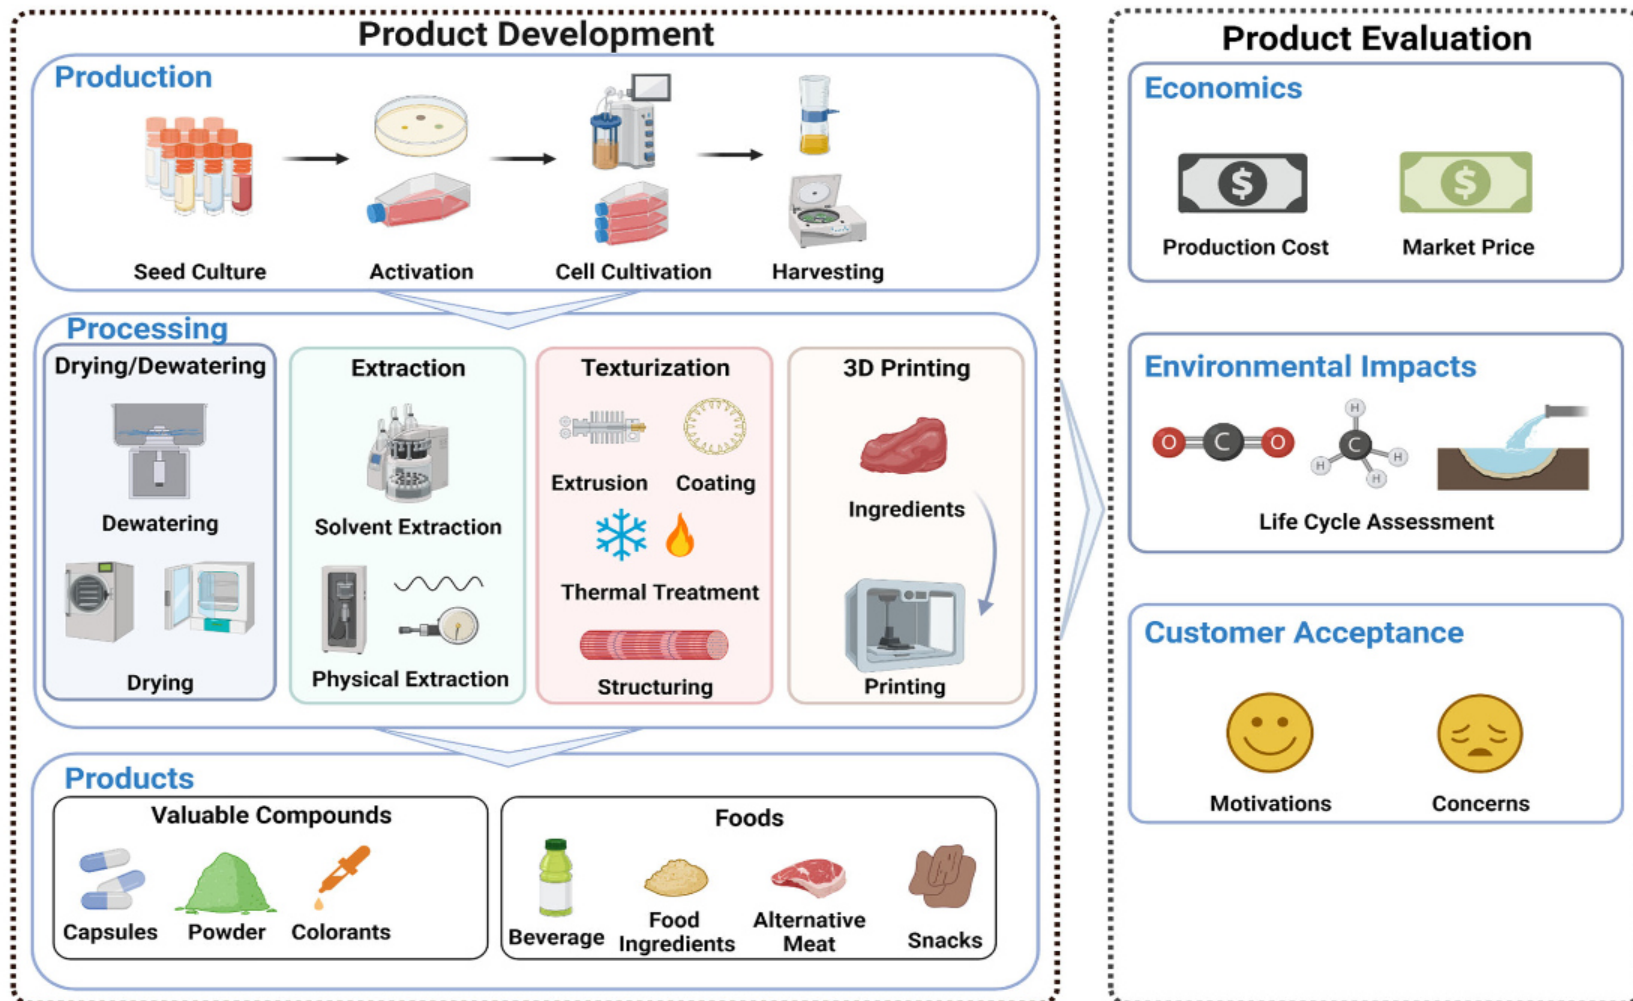 Product Development
Production
Seed Culture
Activation
Cell Cultivation
Harvesting
Processing
Drying/Dewatering
Dewatering
Drying
Extraction
Solvent Extraction
Physical Extraction
Texturization
Extrusion
Coating
Thermal Treatment
Structuring
3D Printing
Ingredients
Printing
Products
Valuable Compounds
Capsules
Powder
Colorants
Foods
Beverage
Food
Ingredients
Alternative
Meat
Snacks
Product Evaluation
Economics
$
Production Cost
$
Market Price
Environmental Impacts
O C O
H
C
H
H
H
Life Cycle Assessment
Customer Acceptance
Motivations
Concerns